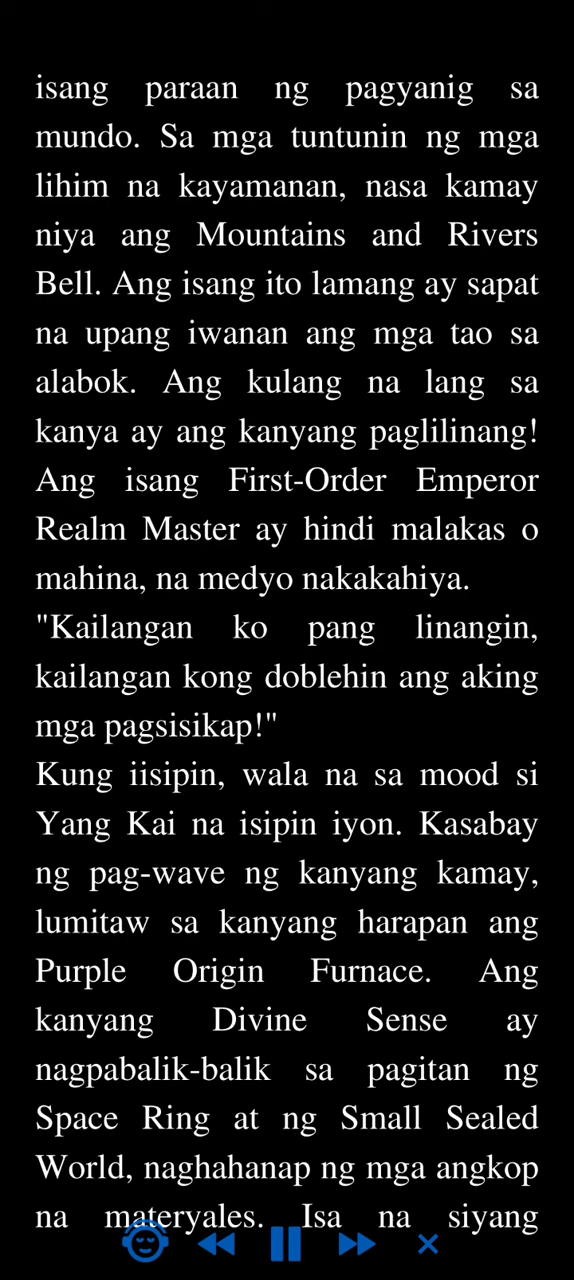 isang paraan ng pagyanig sa
mundo. Sa mga tuntunin ng mga
lihim na kayamanan, nasa kamay
niya ang Mountains and Rivers
Bell. Ang isang ito lamang ay sapat
na upang iwanan ang mga tao sa
alabok. Ang kulang na lang sa
kanya ay ang kanyang paglilinang!
Ang isang First-Order Emperor
Realm Master ay hindi malakas o
mahina, na medyo nakakahiya.
"Kailangan ko pang linangin,
kailangan kong doblehin ang aking
mga pagsisikap!"
Kung iisipin, wala na sa mood si
Yang Kai na isipin iyon. Kasabay
ng pag-wave ng kanyang kamay,
lumitaw sa kanyang harapan ang
Purple Origin Furnace. Ang
kanyang Divine Sense ay
nagpabalik-balik sa pagitan ng
Space Ring at ng Small Sealed
World, naghahanap ng mga angkop
na materyales. Isa na siyang